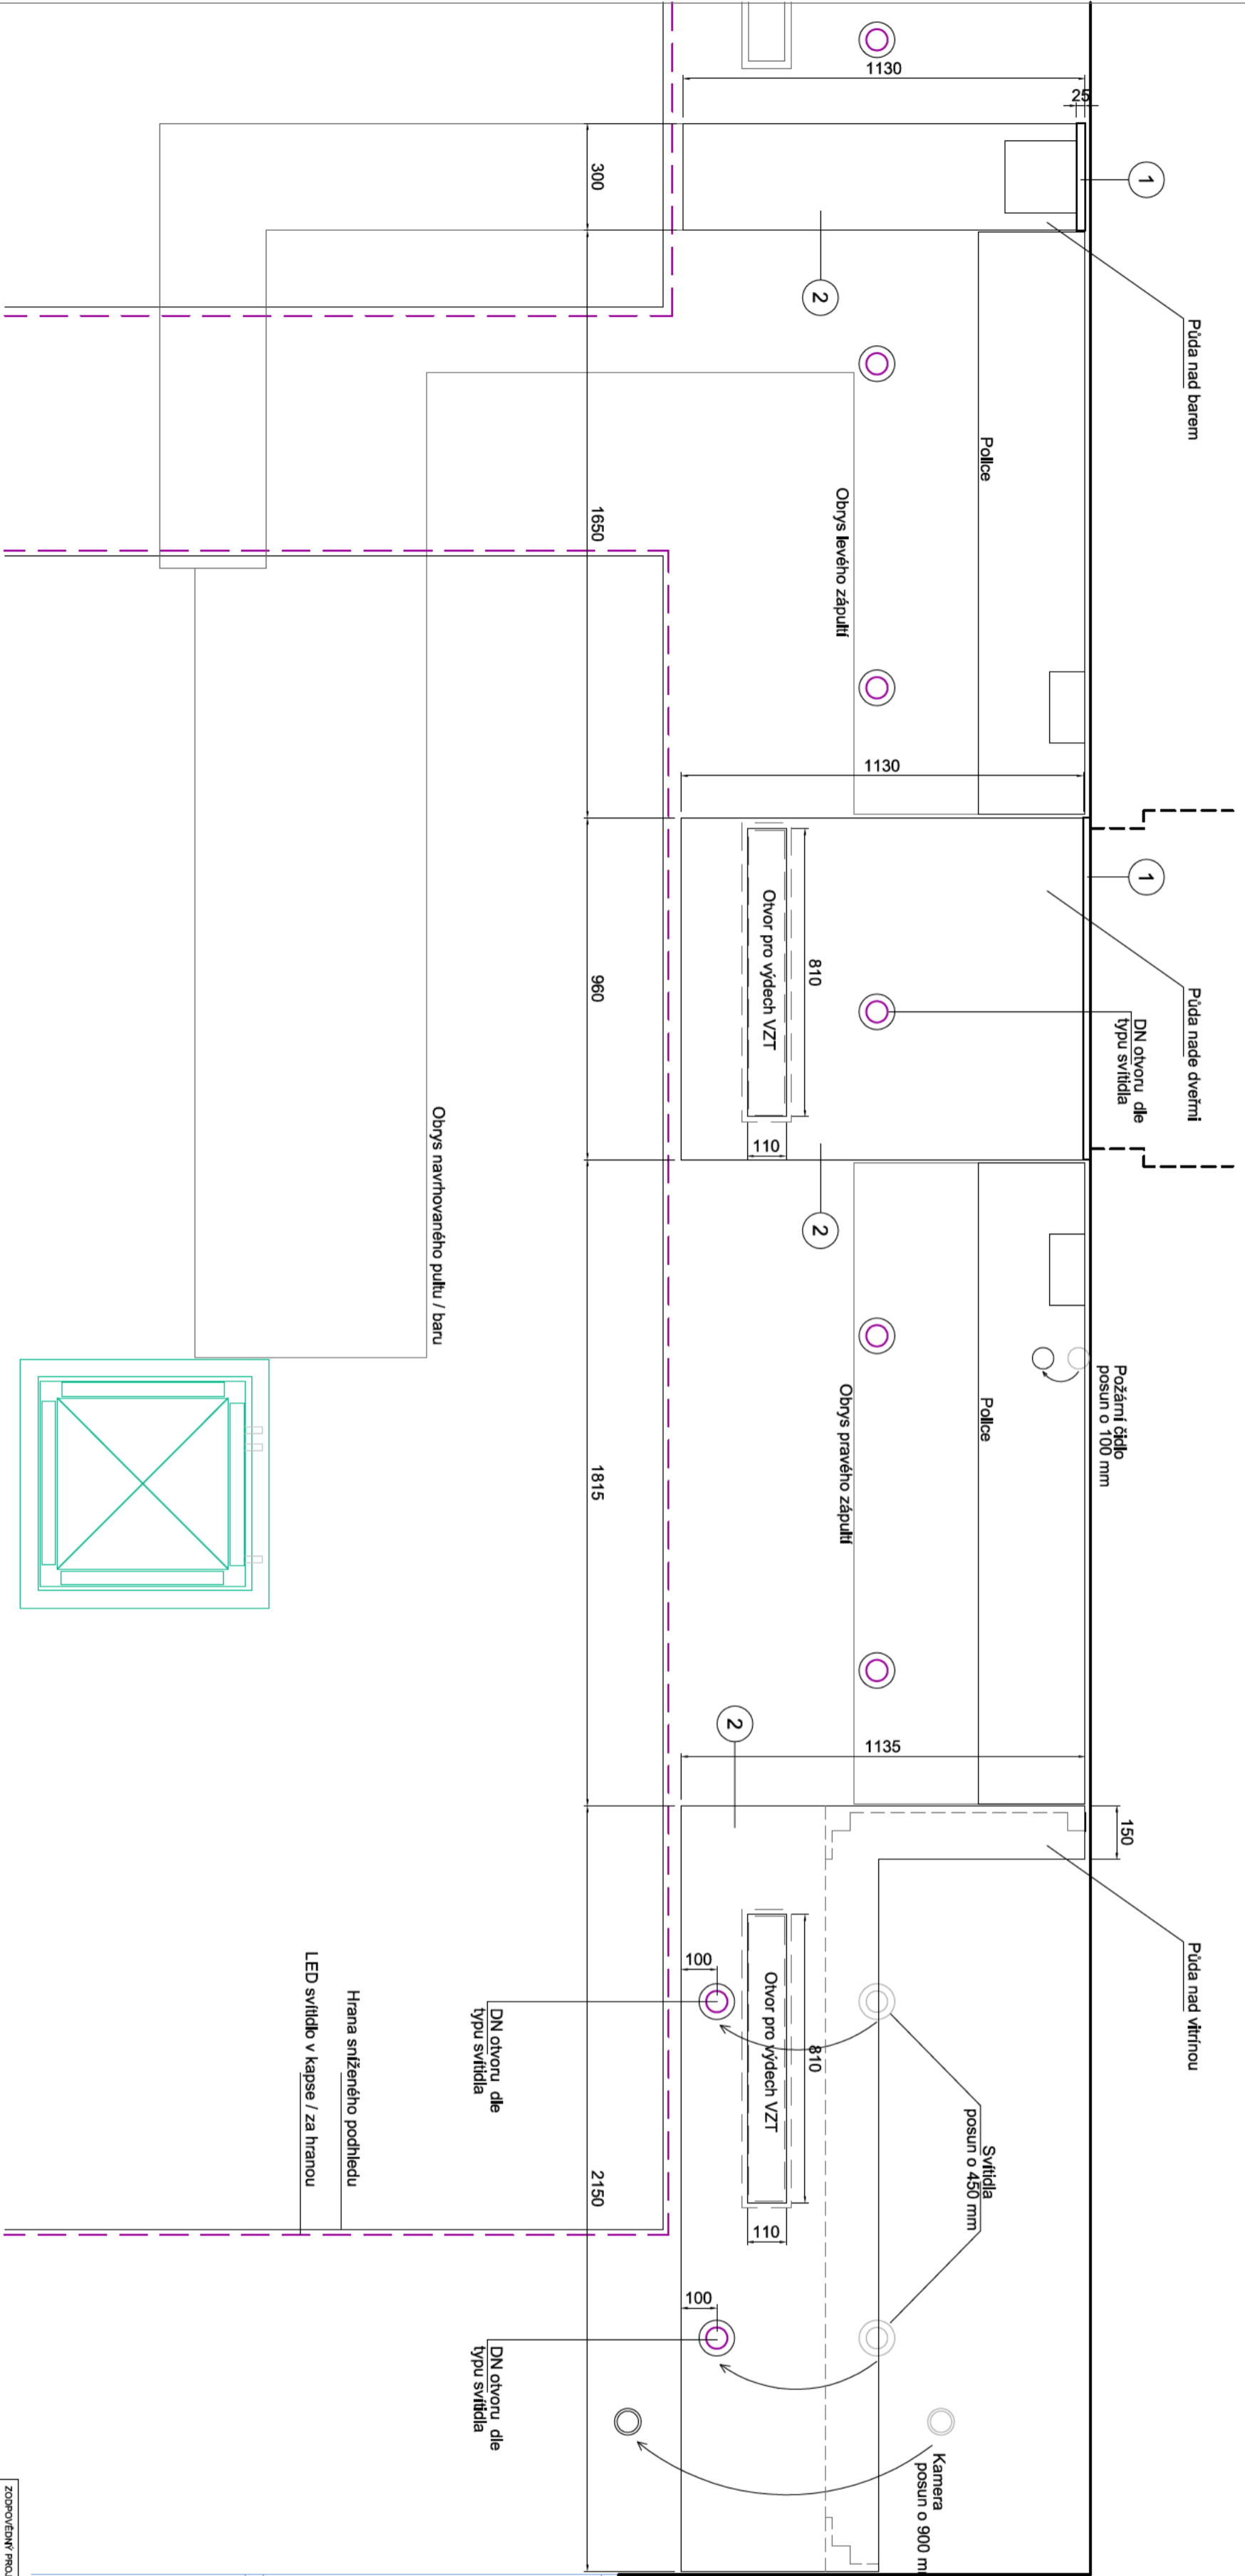 Půda nad barem
Půda nade dveřmi
Půda nad vitrínou
1
1
DN otvoru dle
typu svítidla
Požární čidlo
posun o 100 mm
150
25
1130
Police
Police
Svítidla
posun o 450 mm
Kamera
posun o 900
1130
1135
2
Obrys levého zápultí
810
2
Obrys pravého zápultí
810
Otvor pro výdech VZT
110
2
Otvor pro výdech VZT
110
100
100
300
1650
960
1815
2150
DN otvoru dle
typu svítidla
DN otvoru dle
typu svítidla
Obrys navrhovaného pultu / baru
Hrana sníženého podhledu
LED svítidlo v kapse / za hranou
ZODPOVĚDNÝ